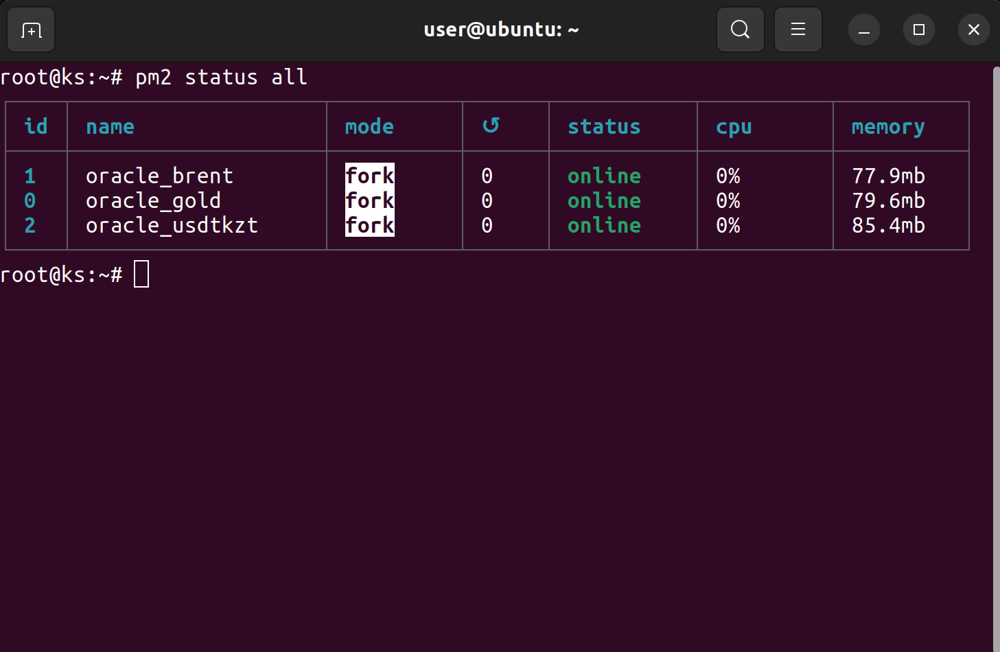 user@ubuntu: ~
root@ks:~# pm2 status all
id name mode ↺ status cpu memory
1 oracle_brent fork 0 online 0% 77.9mb
0 oracle_gold fork 0 online 0% 79.6mb
2 oracle_usdtkzt fork 0 online 0% 85.4mb
root@ks:~#